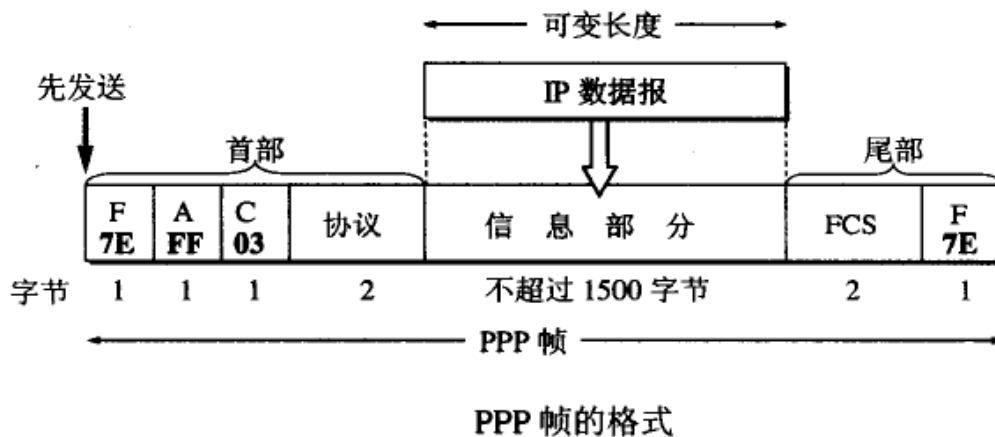 可变长度
先发送
IP 数据报
首部
尾部
F A C 协议 信 息 部 分 FCS F
7E FF 03 7E
字节 1 1 1 2 不超过 1500 字节 2 1
PPP 帧
PPP 帧的格式